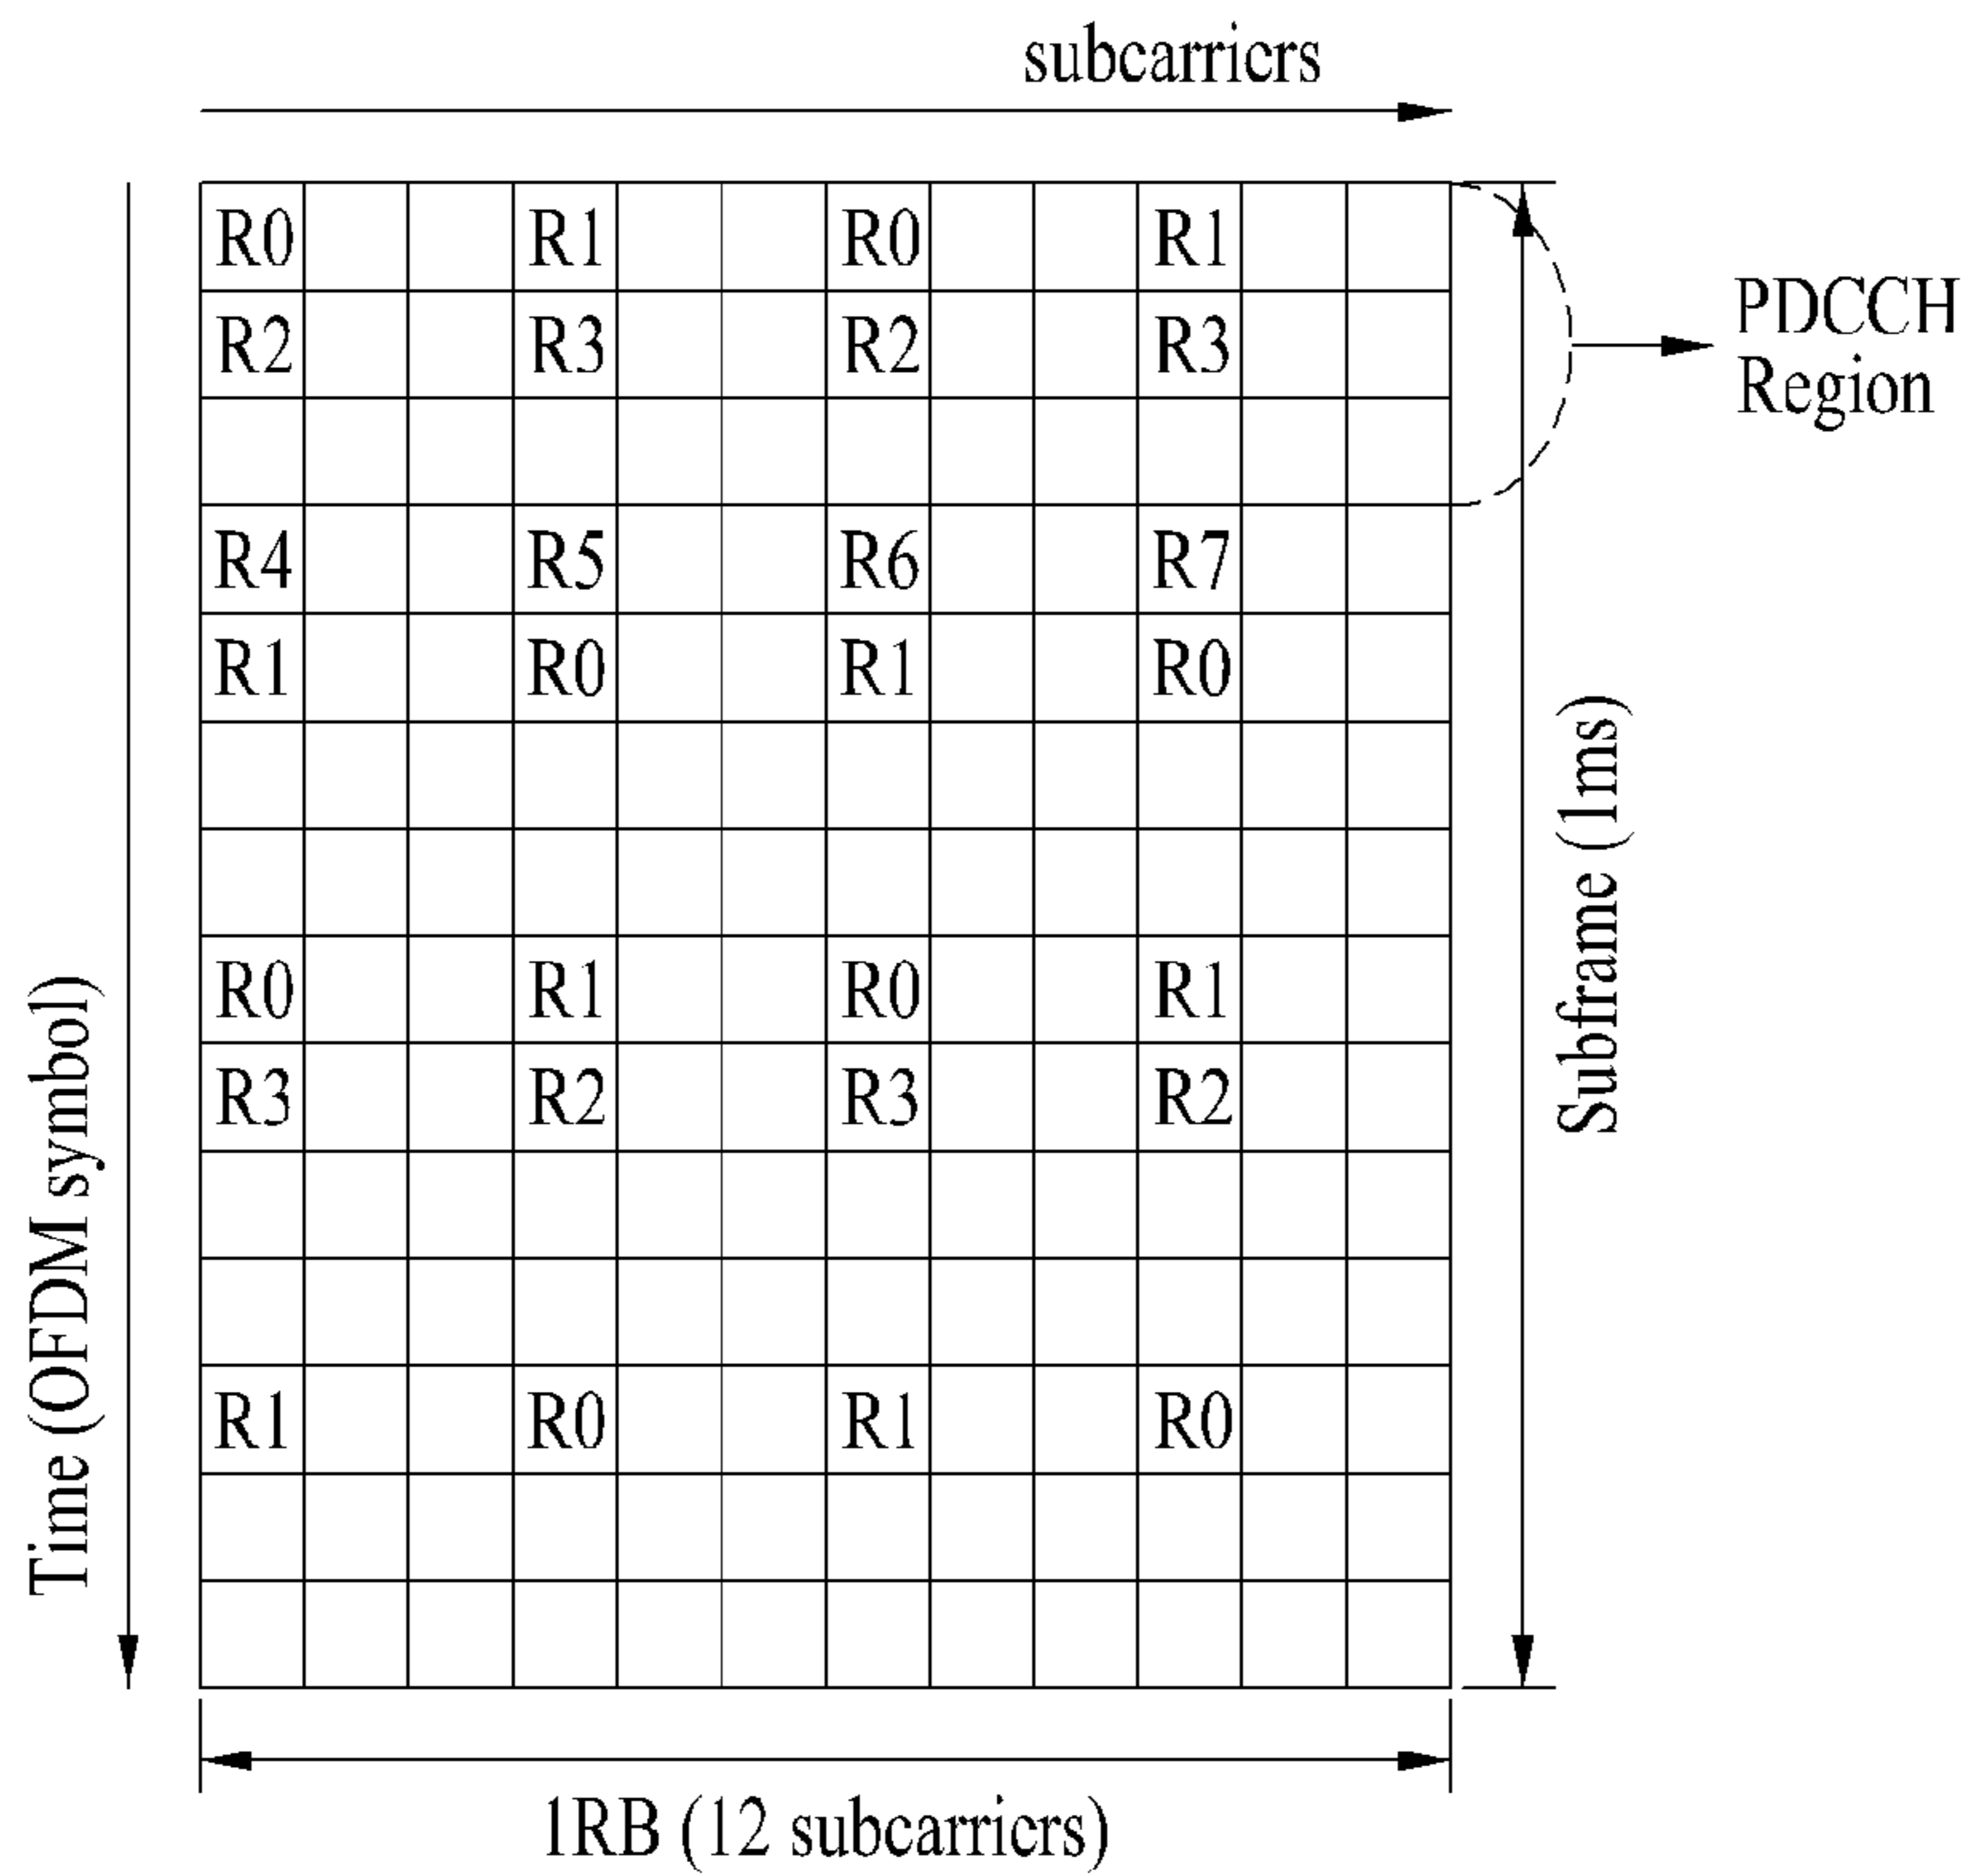 subcarriers
R0 R1 R0 R1
R2 R3 R2 R3
PDCCH
Region
R4 R5 R6 R7
R1 R0 R1 R0
R0 R1 R0 R1
R3 R2 R3 R2
R1 R0 R1 R0
Time (OFDM symbol)
Subframe (1ms)
1RB (12 subcarriers)